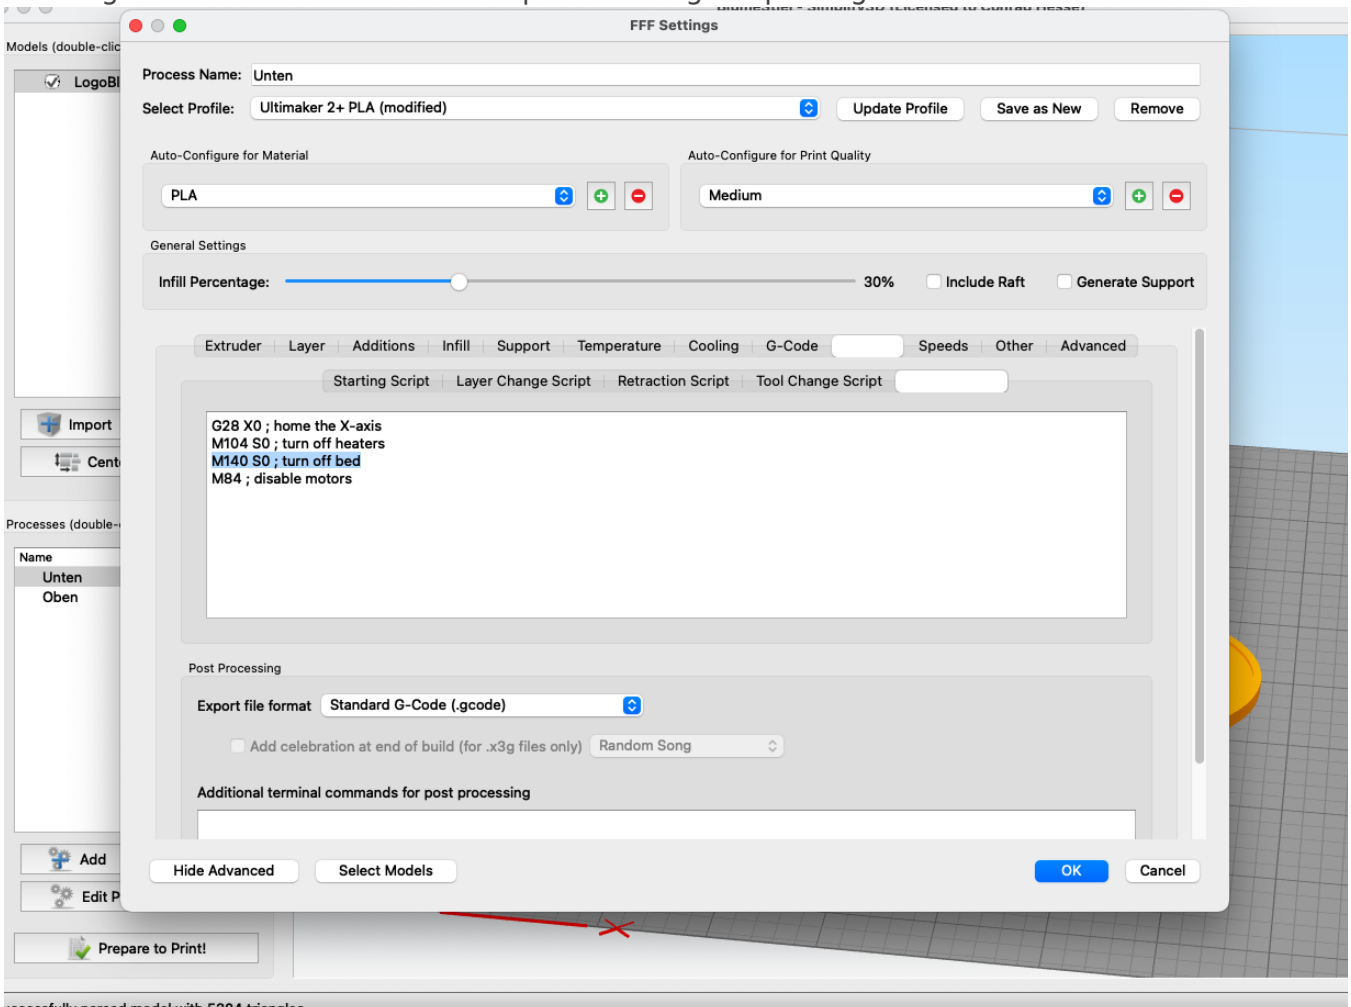 FFF Settings
Models (double-clic
LogoBl
Process Name: Unten
Select Profile: Ultimaker 2+ PLA (modified) Update Profile Save as New Remove
Auto-Configure for Material Auto-Configure for Print Quality
PLA Medium
General Settings
Infill Percentage: 30% Include Raft Generate Support
Extruder Layer Additions Infill Support Temperature Cooling G-Code Speeds Other Advanced
Starting Script Layer Change Script Retraction Script Tool Change Script
G28 X0 ; home the X-axis
M104 S0 ; turn off heaters
M140 S0 ; turn off bed
M84 ; disable motors
Import
Cent
Processes (double-
Name
Unten
Oben
Post Processing
Export file format Standard G-Code (.gcode)
Add celebration at end of build (for .x3g files only) Random Song
Additional terminal commands for post processing
Add
Edit P
Hide Advanced Select Models OK Cancel
Prepare to Print!